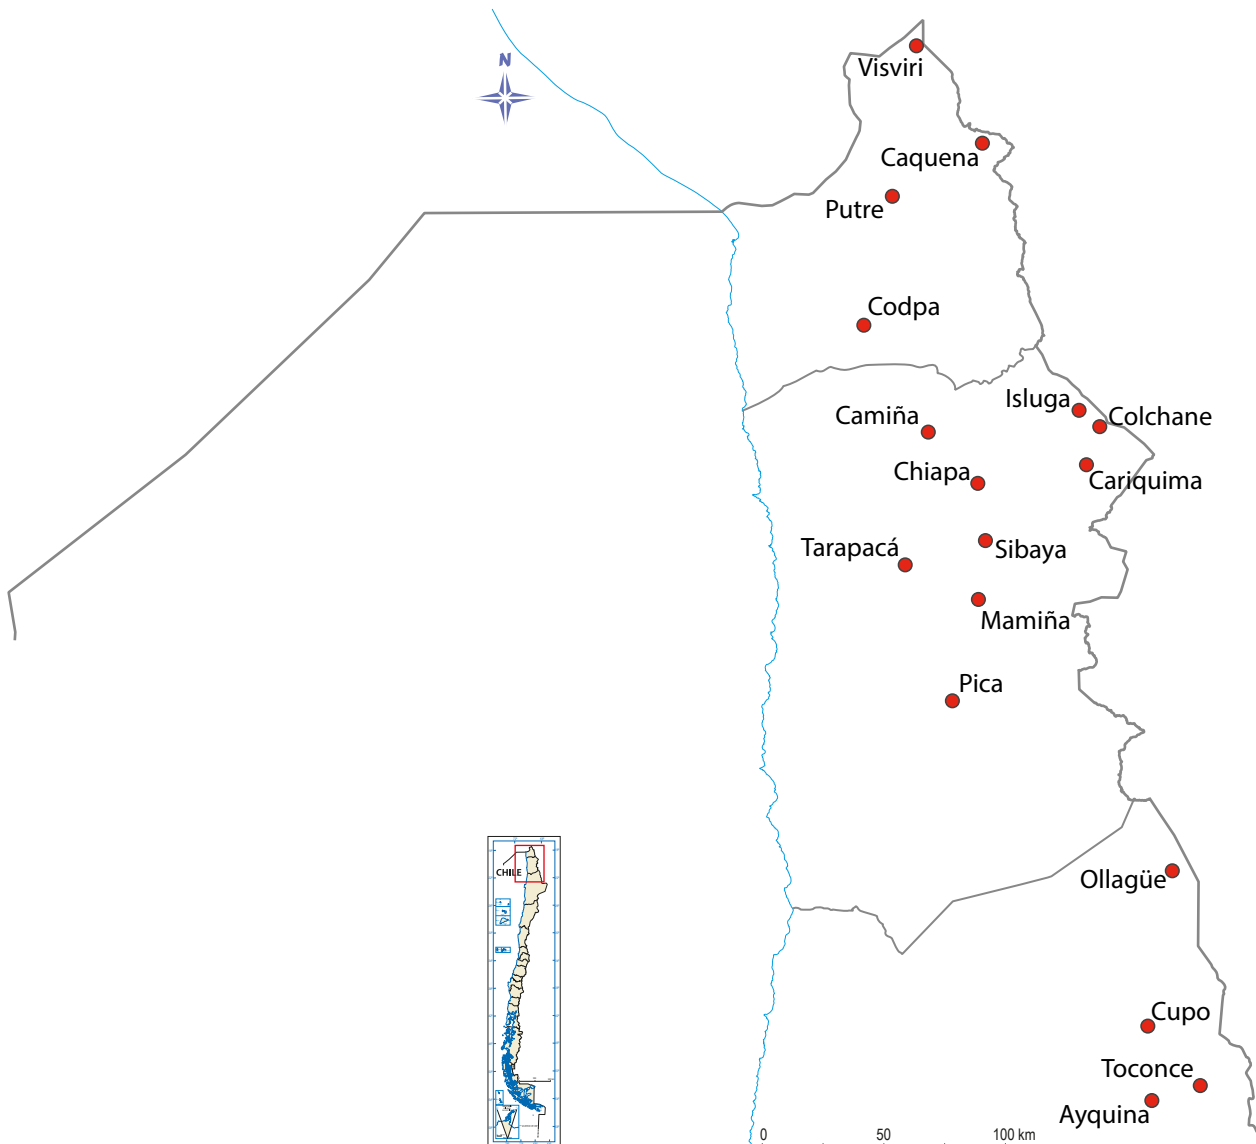 N
Visviri
Caquena
Putre
Codpa
Isluga
Camiña
Colchane
Chiapa
Cariquima
Tarapacá
Sibaya
Mamiña
Pica
Ollagüe
CHILE
Cupo
Toconce
Ayquina
0 50 100 km